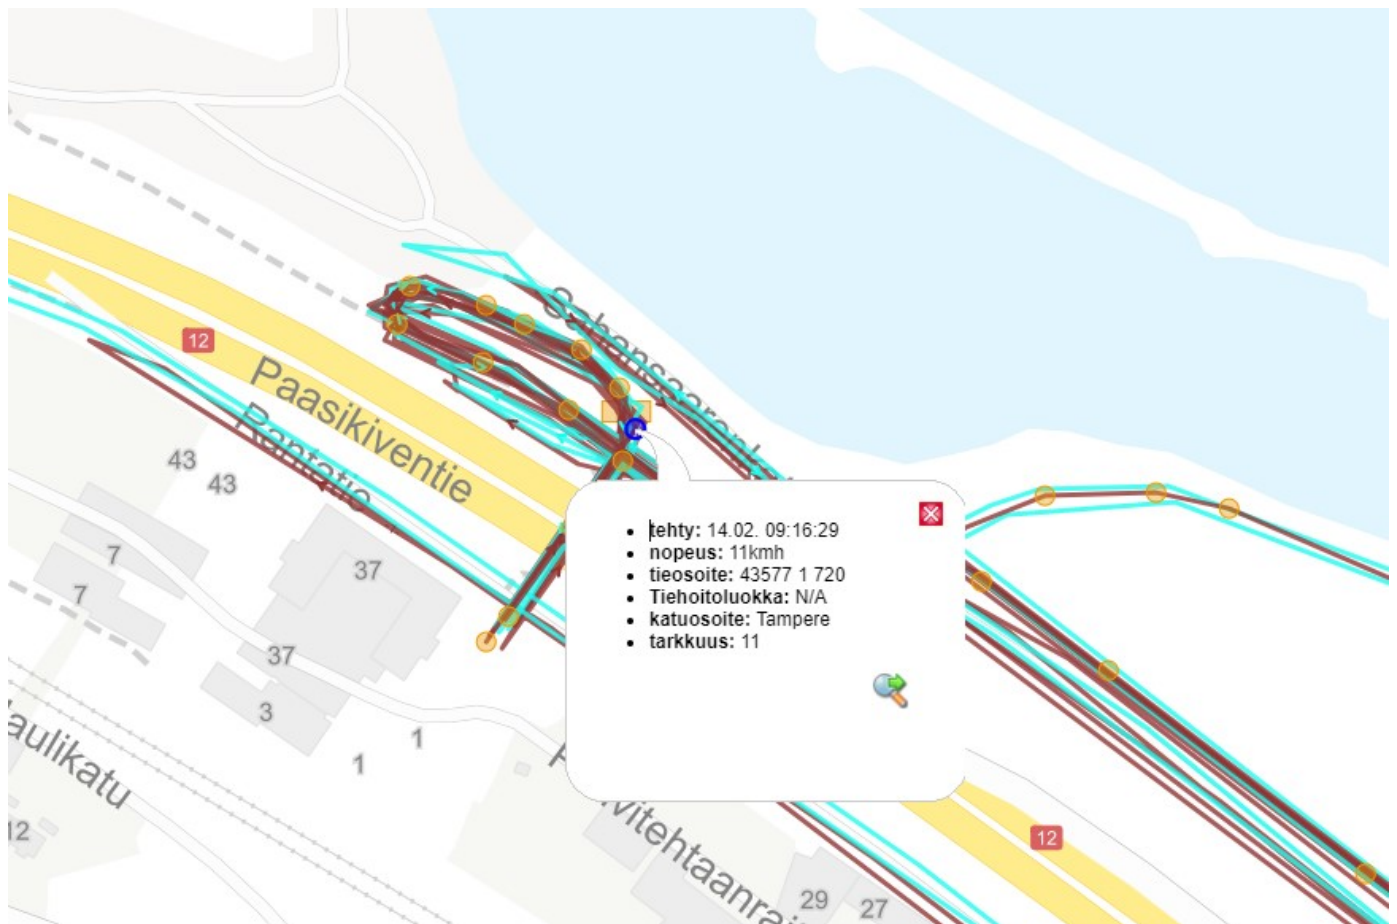 12
Paasikiventie
Rantatie
43
43
7
7
37
37
3
1
1
12
tehty: 14.02. 09:16:29
nopeus: 11kmh
tieosoite: 43577 1 720
Tiehoitoluokka: N/A
katuosoite: Tampere
tarkkuus: 11
12
29
27